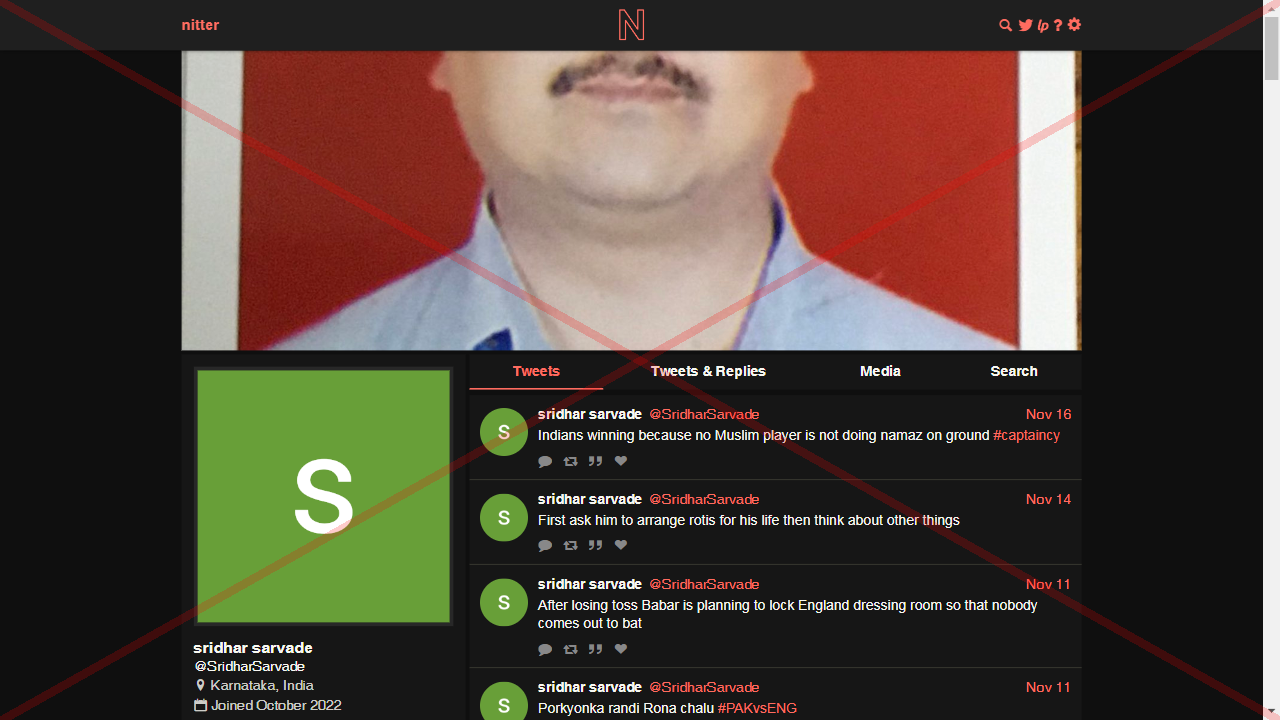 nitter
N
lp ?
Tweets
Tweets & Replies
Media
Search
S
sridhar sarvade
@SridharSarvade
Karnataka, India
Joined October 2022
S
sridhar sarvade @SridharSarvade Nov 16
Indians winning because no Muslim player is not doing namaz on ground #captaincy
S
sridhar sarvade @SridharSarvade Nov 14
First ask him to arrange rotis for his life then think about other things
S
sridhar sarvade @SridharSarvade Nov 11
After losing toss Babar is planning to lock England dressing room so that nobody
comes out to bat
S
sridhar sarvade @SridharSarvade Nov 11
Porkyonka randi Rona chalu #PAKvsENG